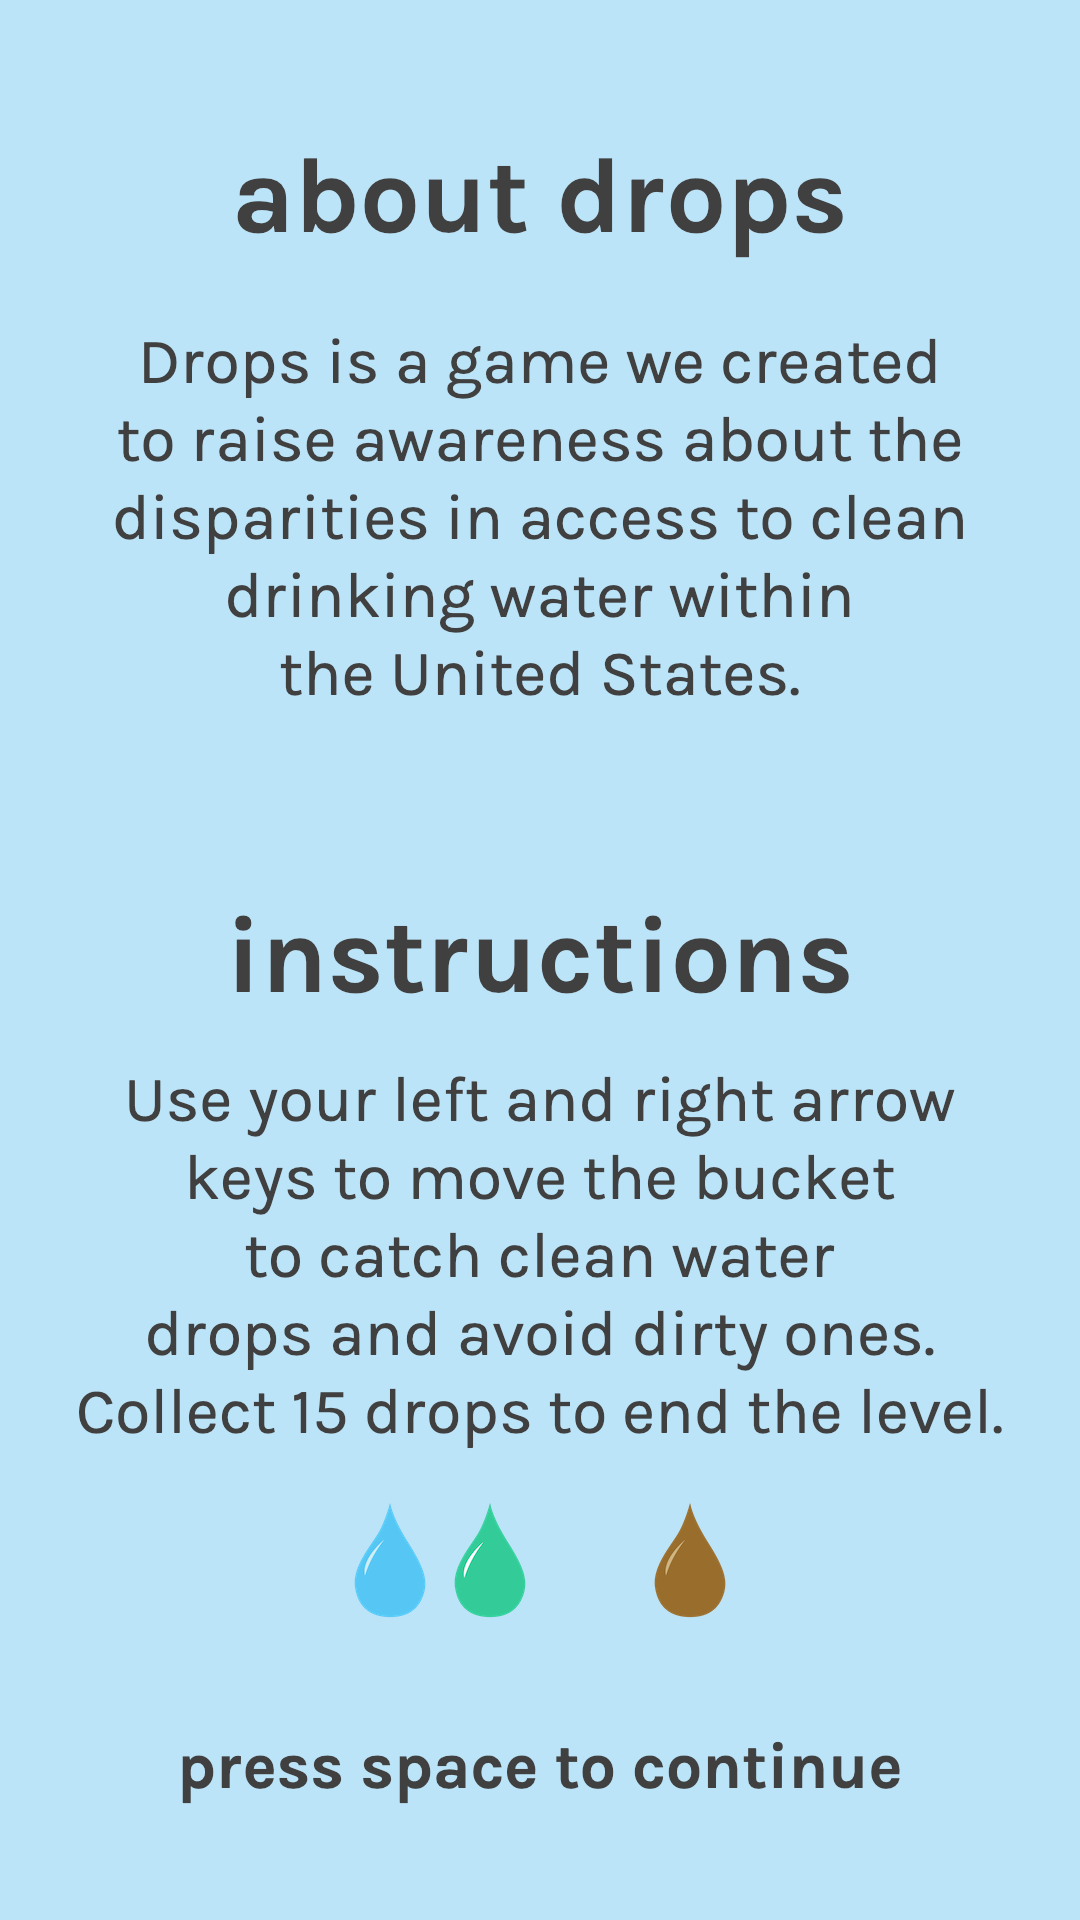 about drops
Drops is a game we created
to raise awareness about the
disparities in access to clean
drinking water within
the United States.
instructions
Use your left and right arrow
keys to move the bucket
to catch clean water
drops and avoid dirty ones.
Collect 15 drops to end the level.
press space to continue